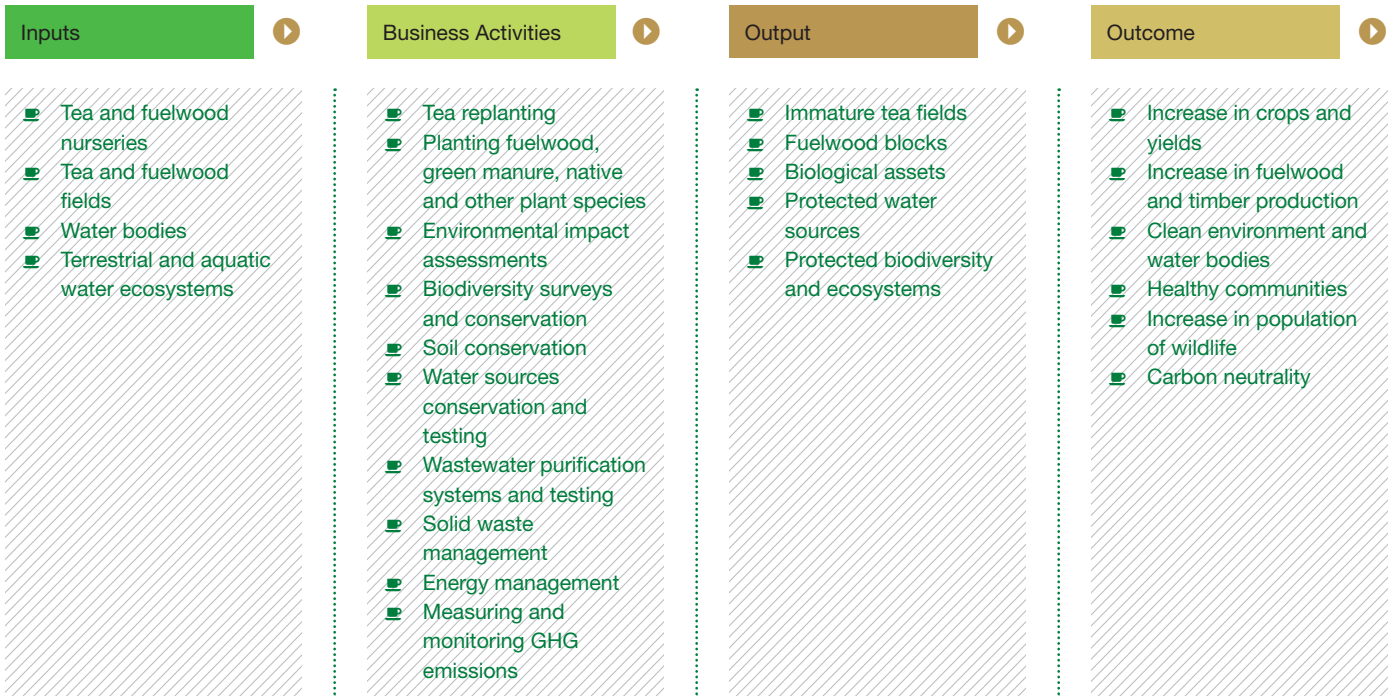 Inputs
Tea and fuelwood
nurseries
Tea and fuelwood
fields
Water bodies
Terrestrial and aquatic
water ecosystems
Business Activities
Tea replanting
Planting fuelwood,
green manure, native
and other plant species
Environmental impact
assessments
Biodiversity surveys
and conservation
Soil conservation
Water sources
conservation and
testing
Wastewater purification
systems and testing
Solid waste
management
Energy management
Measuring and
monitoring GHG
emissions
Output
Immature tea fields
Fuelwood blocks
Biological assets
Protected water
sources
Protected biodiversity
and ecosystems
Outcome
Increase in crops and
yields
Increase in fuelwood
and timber production
Clean environment and
water bodies
Healthy communities
Increase in population
of wildlife
Carbon neutrality